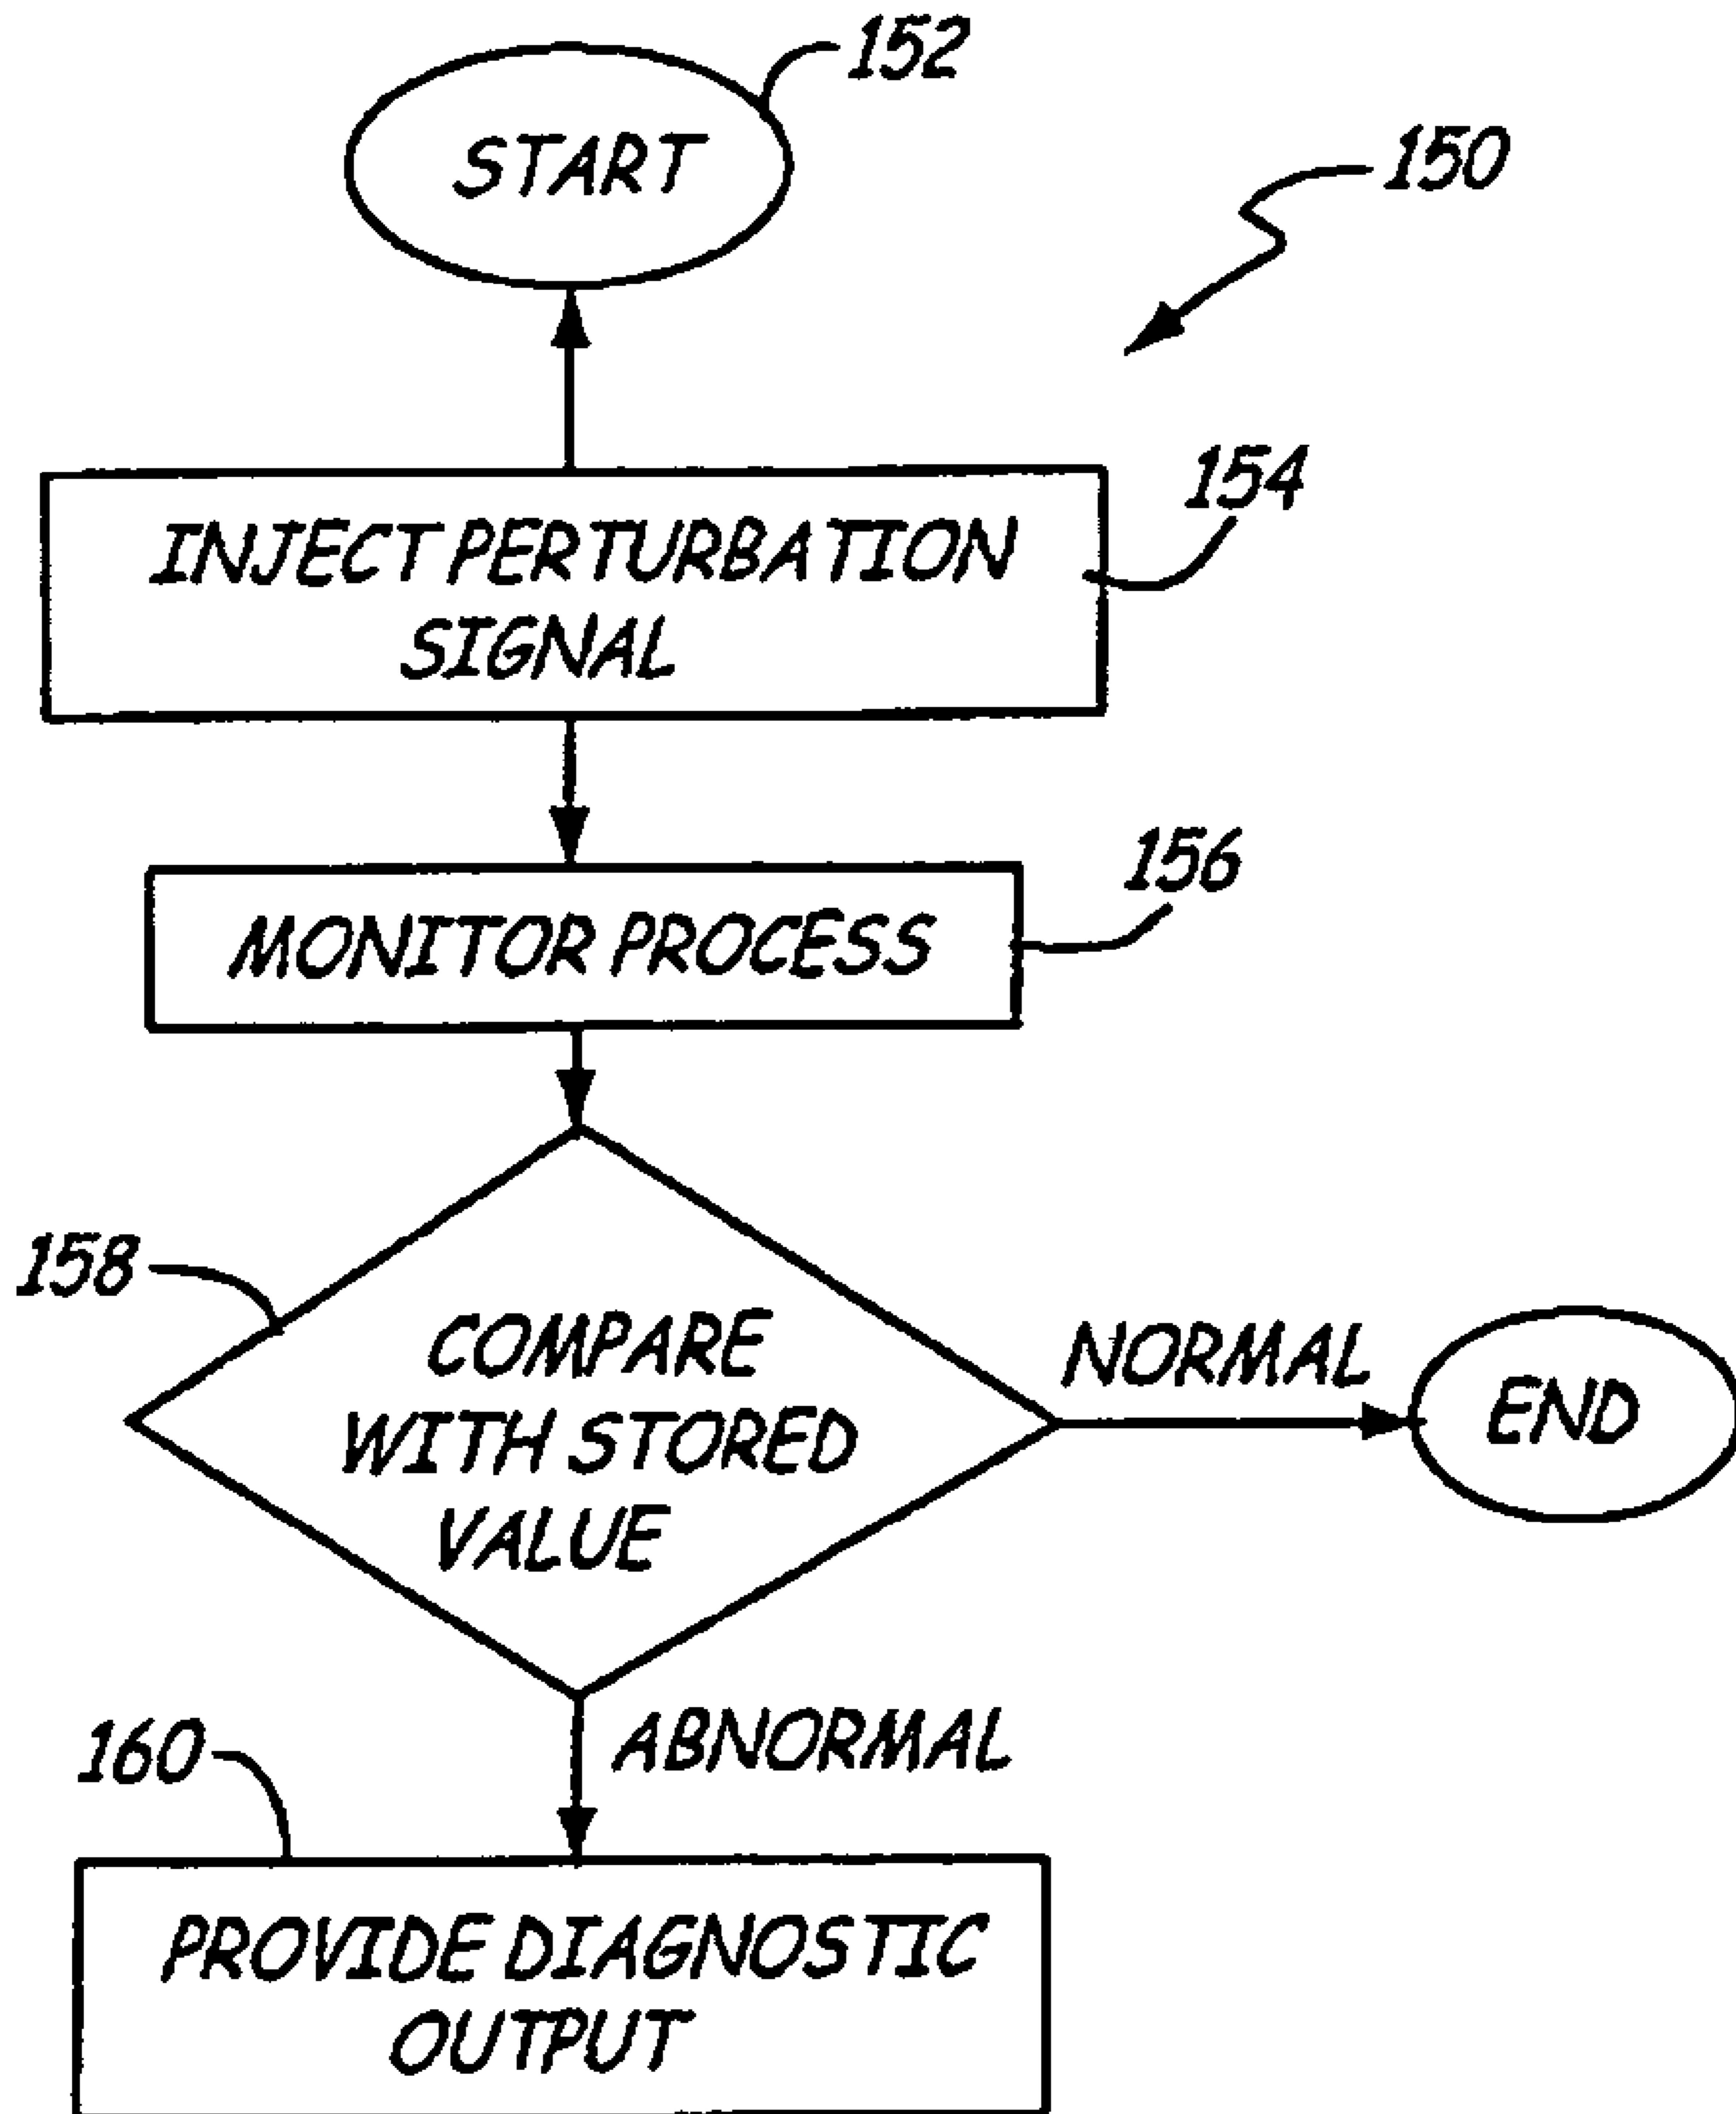 152
START
150
154
INJECT PERTURBATION
SIGNAL
156
MONITOR PROCESS
158
COMPARE
WITH STORED
VALUE
NORMAL
END
ABNORMAL
160
PROVIDE DIAGNOSTIC
OUTPUT